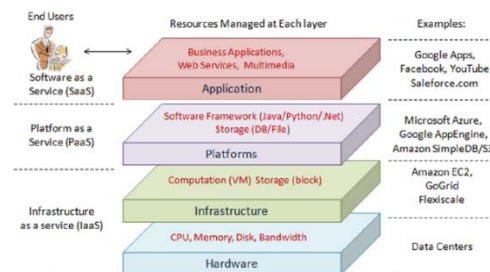 End Users
Resources Managed at Each layer
Examples:
Business Applications,
Web Services, Multimedia
Application
Software as a
Service (SaaS)
Google Apps,
Facebook, YouTube
Saleforce.com
Software Framework (Java/Python/.Net)
Storage (DB/File)
Platforms
Platform as a
Service (PaaS)
Microsoft Azure,
Google AppEngine,
Amazon SimpleDB/S3
Computation (VM) Storage (block)
Infrastructure
Infrastructure
as a service (IaaS)
Amazon EC2,
GoGrid
Flexiscale
CPU, Memory, Disk, Bandwidth
Hardware
Data Centers